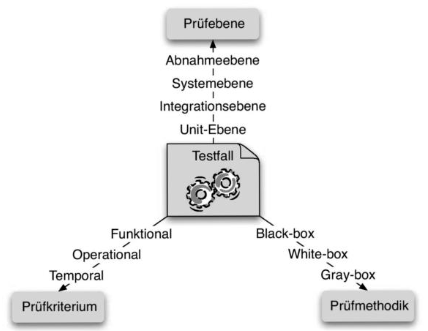 Prüfebene
Abnahmeebene
Systemebene
Integrationsebene
Unit-Ebene
Testfall
Funktional
Black-box
Operational
White-box
Temporal
Gray-box
Prüfkriterium
Prüfmethodik